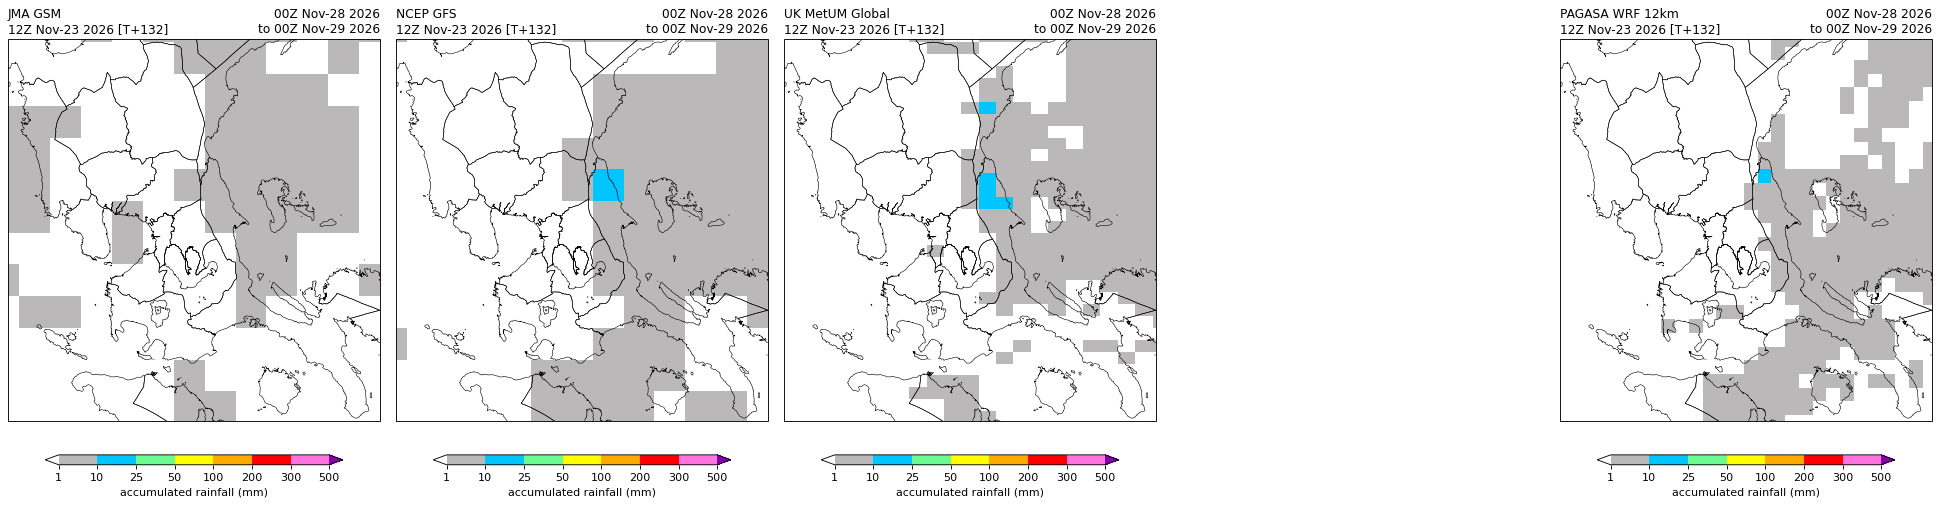 JMA GSM 00Z Nov-28 2026
12Z Nov-23 2026 [T+132] to 00Z Nov-29 2026
1 10 25 50 100 200 300 500
accumulated rainfall (mm)
NCEP GFS 00Z Nov-28 2026
12Z Nov-23 2026 [T+132] to 00Z Nov-29 2026
1 10 25 50 100 200 300 500
accumulated rainfall (mm)
UK MetUM Global 00Z Nov-28 2026
12Z Nov-23 2026 [T+132] to 00Z Nov-29 2026
1 10 25 50 100 200 300 500
accumulated rainfall (mm)
PAGASA WRF 12km 00Z Nov-28 2026
12Z Nov-23 2026 [T+132] to 00Z Nov-29 2026
1 10 25 50 100 200 300 500
accumulated rainfall (mm)